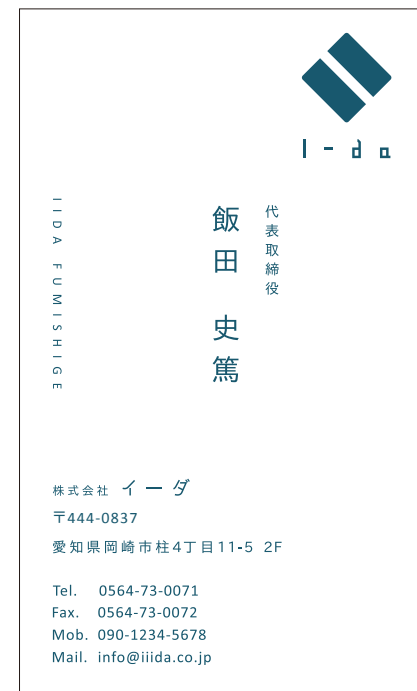 I-da
代表取締役
飯田 史篤
IIDA FUMISHIGE
株式会社 イーダ
〒444-0837
愛知県岡崎市柱4丁目11-5 2F
Tel. 0564-73-0071
Fax. 0564-73-0072
Mob. 090-1234-5678
Mail. info@iiida.co.jp